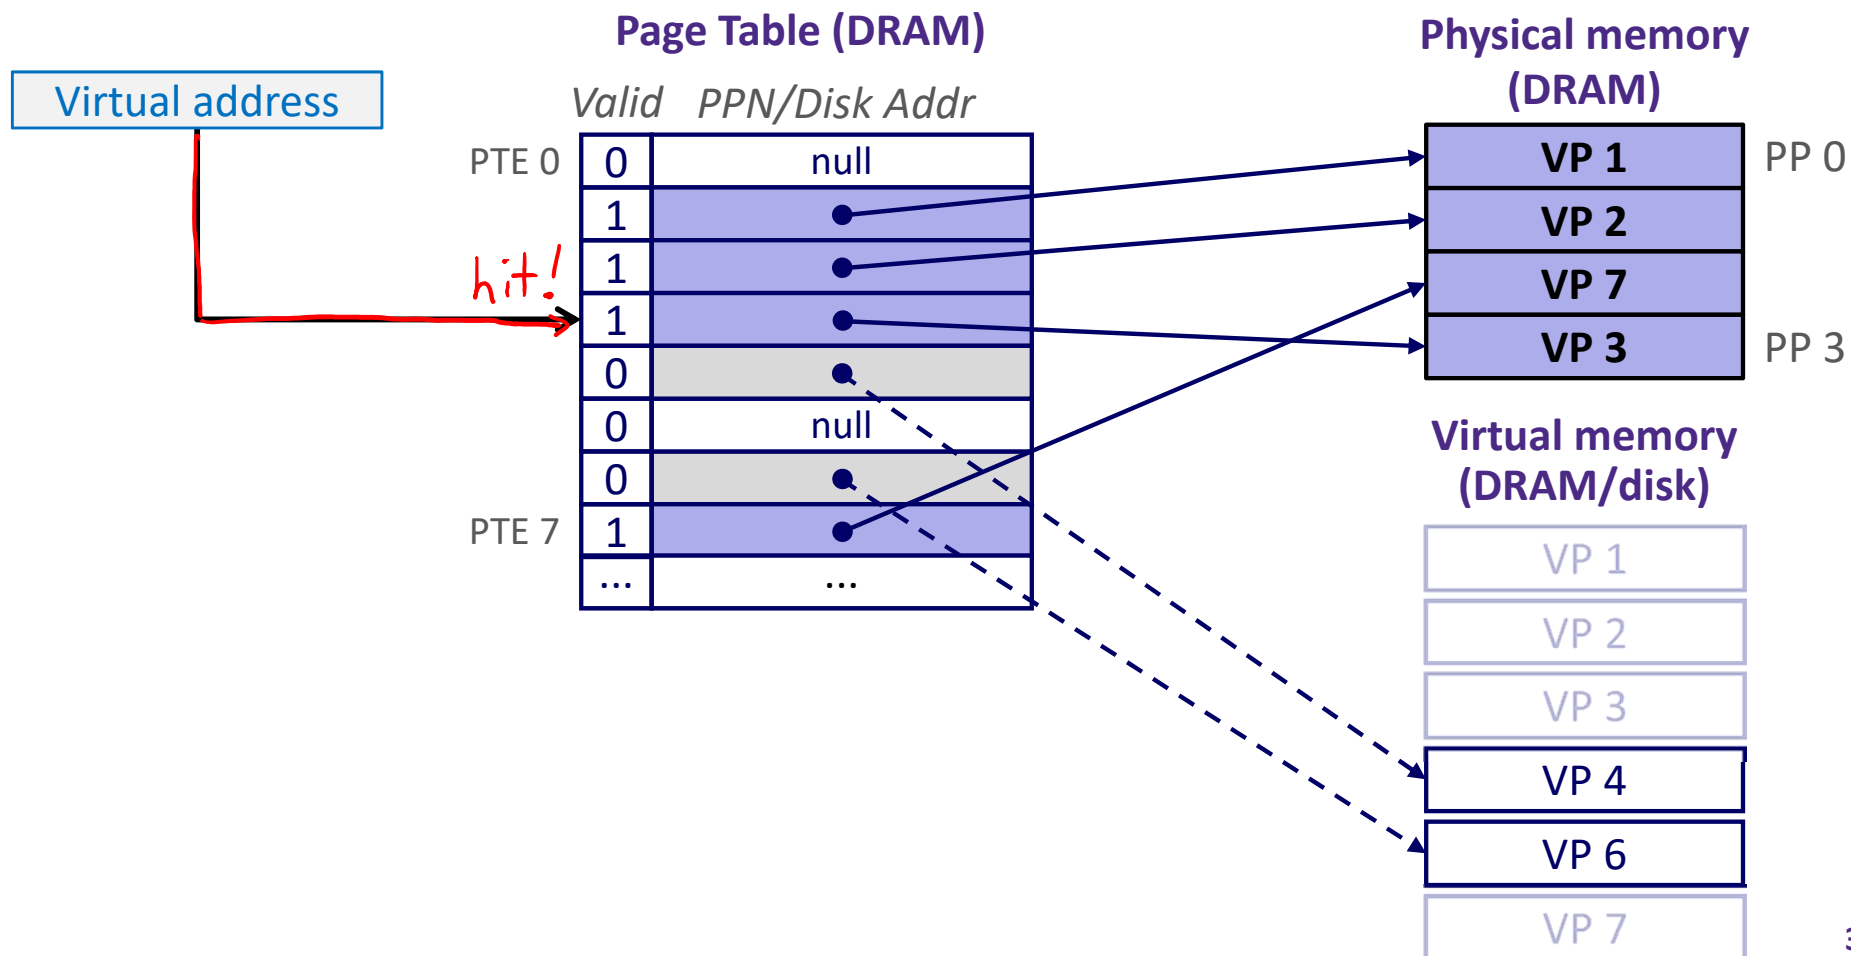 Page Table (DRAM)
Physical memory
(DRAM)
Virtual address
Valid PPN/Disk Addr
PTE 0 0 null
1
1
hit!
1
0
0 null
0
PTE 7 1
... ...
VP 1 PP 0
VP 2
VP 7
VP 3 PP 3
Virtual memory
(DRAM/disk)
VP 1
VP 2
VP 3
VP 4
VP 6
VP 7